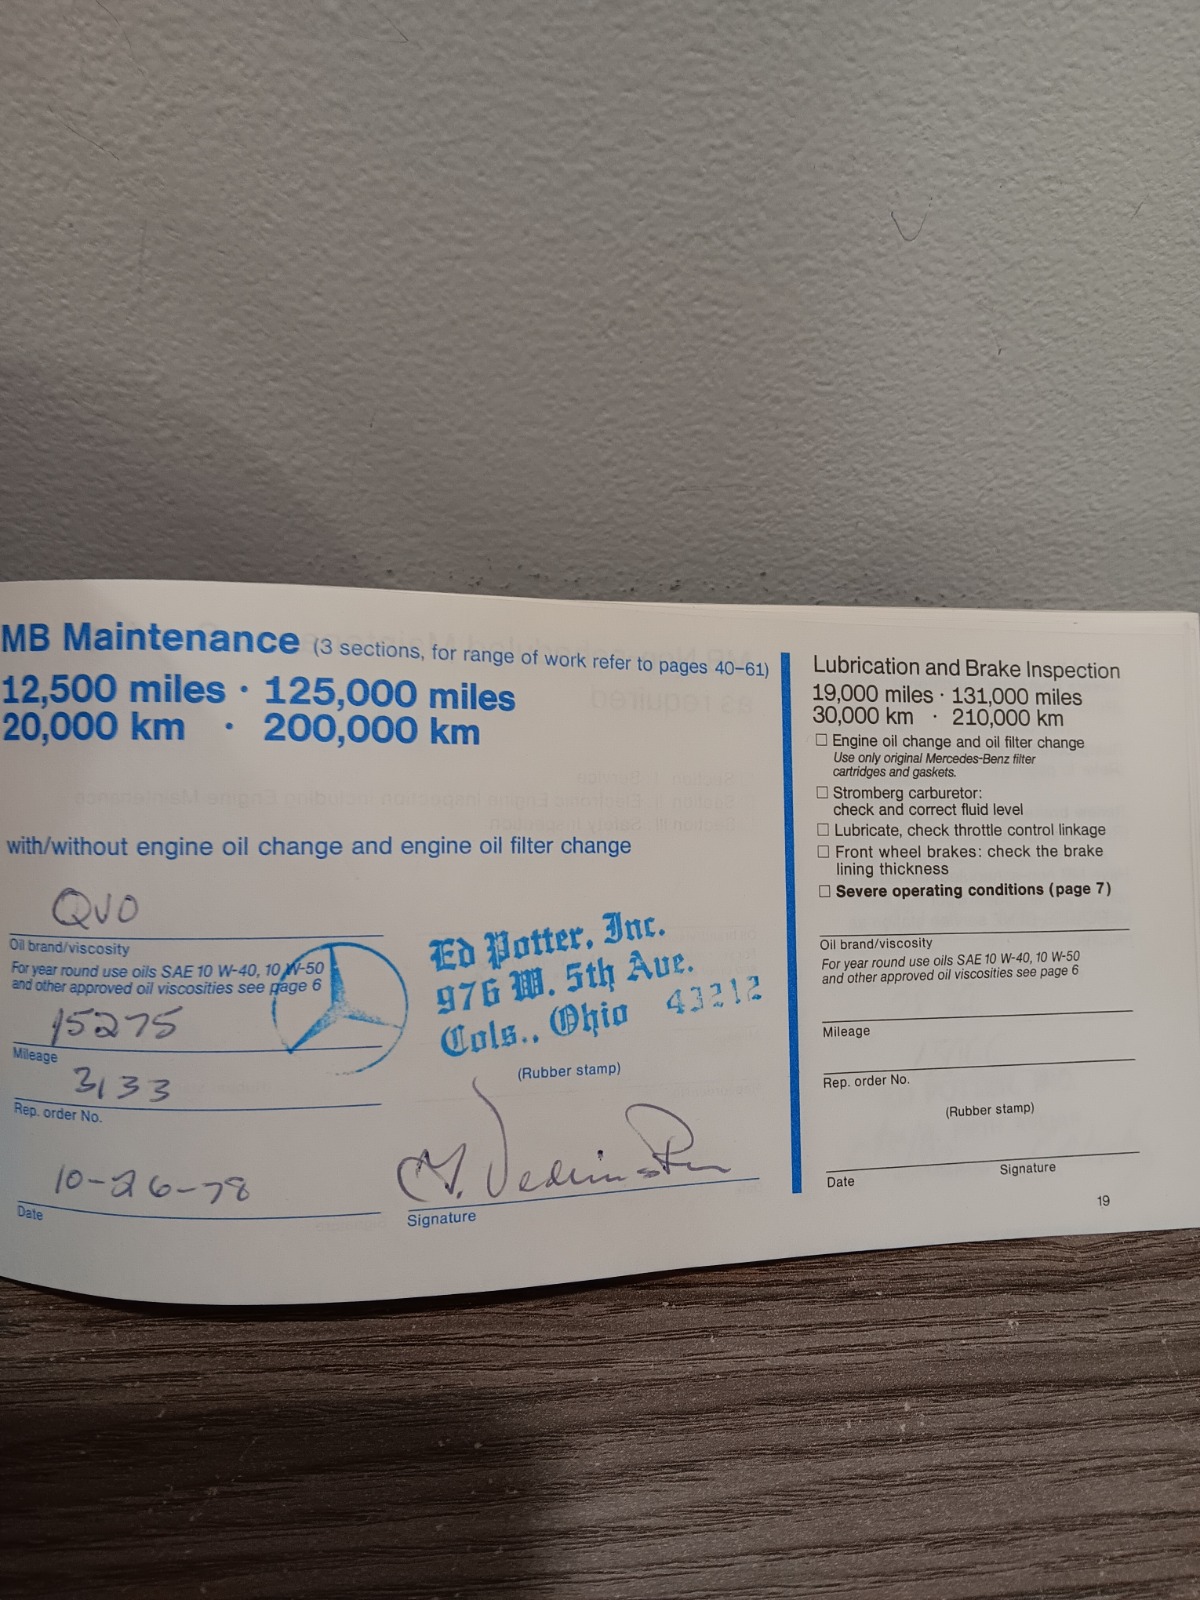 MB Maintenance (3 sections, for range of work refer to pages 40–61)
12,500 miles · 125,000 miles
20,000 km · 200,000 km
with/without engine oil change and engine oil filter change
QVO
Oil brand/viscosity
For year round use oils SAE 10 W-40, 10 W-50
and other approved oil viscosities see page 6
15275
Mileage
3133
Rep. order No.
10-26-78
Date
Ed Potter, Inc.
976 W. 5th Ave.
Cols., Ohio 43212
(Rubber stamp)
Signature
Lubrication and Brake Inspection
19,000 miles · 131,000 miles
30,000 km · 210,000 km
☐ Engine oil change and oil filter change
Use only original Mercedes-Benz filter
cartridges and gaskets.
☐ Stromberg carburetor:
check and correct fluid level
☐ Lubricate, check throttle control linkage
☐ Front wheel brakes: check the brake
lining thickness
☐ Severe operating conditions (page 7)
Oil brand/viscosity
For year round use oils SAE 10 W-40, 10 W-50
and other approved oil viscosities see page 6
Mileage
Rep. order No.
(Rubber stamp)
Date Signature
19